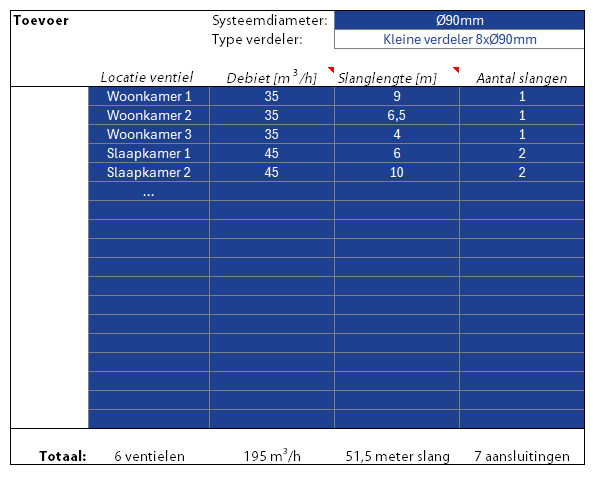 Toevoer Systeemdiameter: Ø90mm
Type verdeler: Kleine verdeler 8xØ90mm
Locatie ventiel Debiet [m³/h] Slanglengte [m] Aantal slangen
Woonkamer 1 35 9 1
Woonkamer 2 35 6,5 1
Woonkamer 3 35 4 1
Slaapkamer 1 45 6 2
Slaapkamer 2 45 10 2
...
Totaal: 6 ventielen 195 m³/h 51,5 meter slang 7 aansluitingen